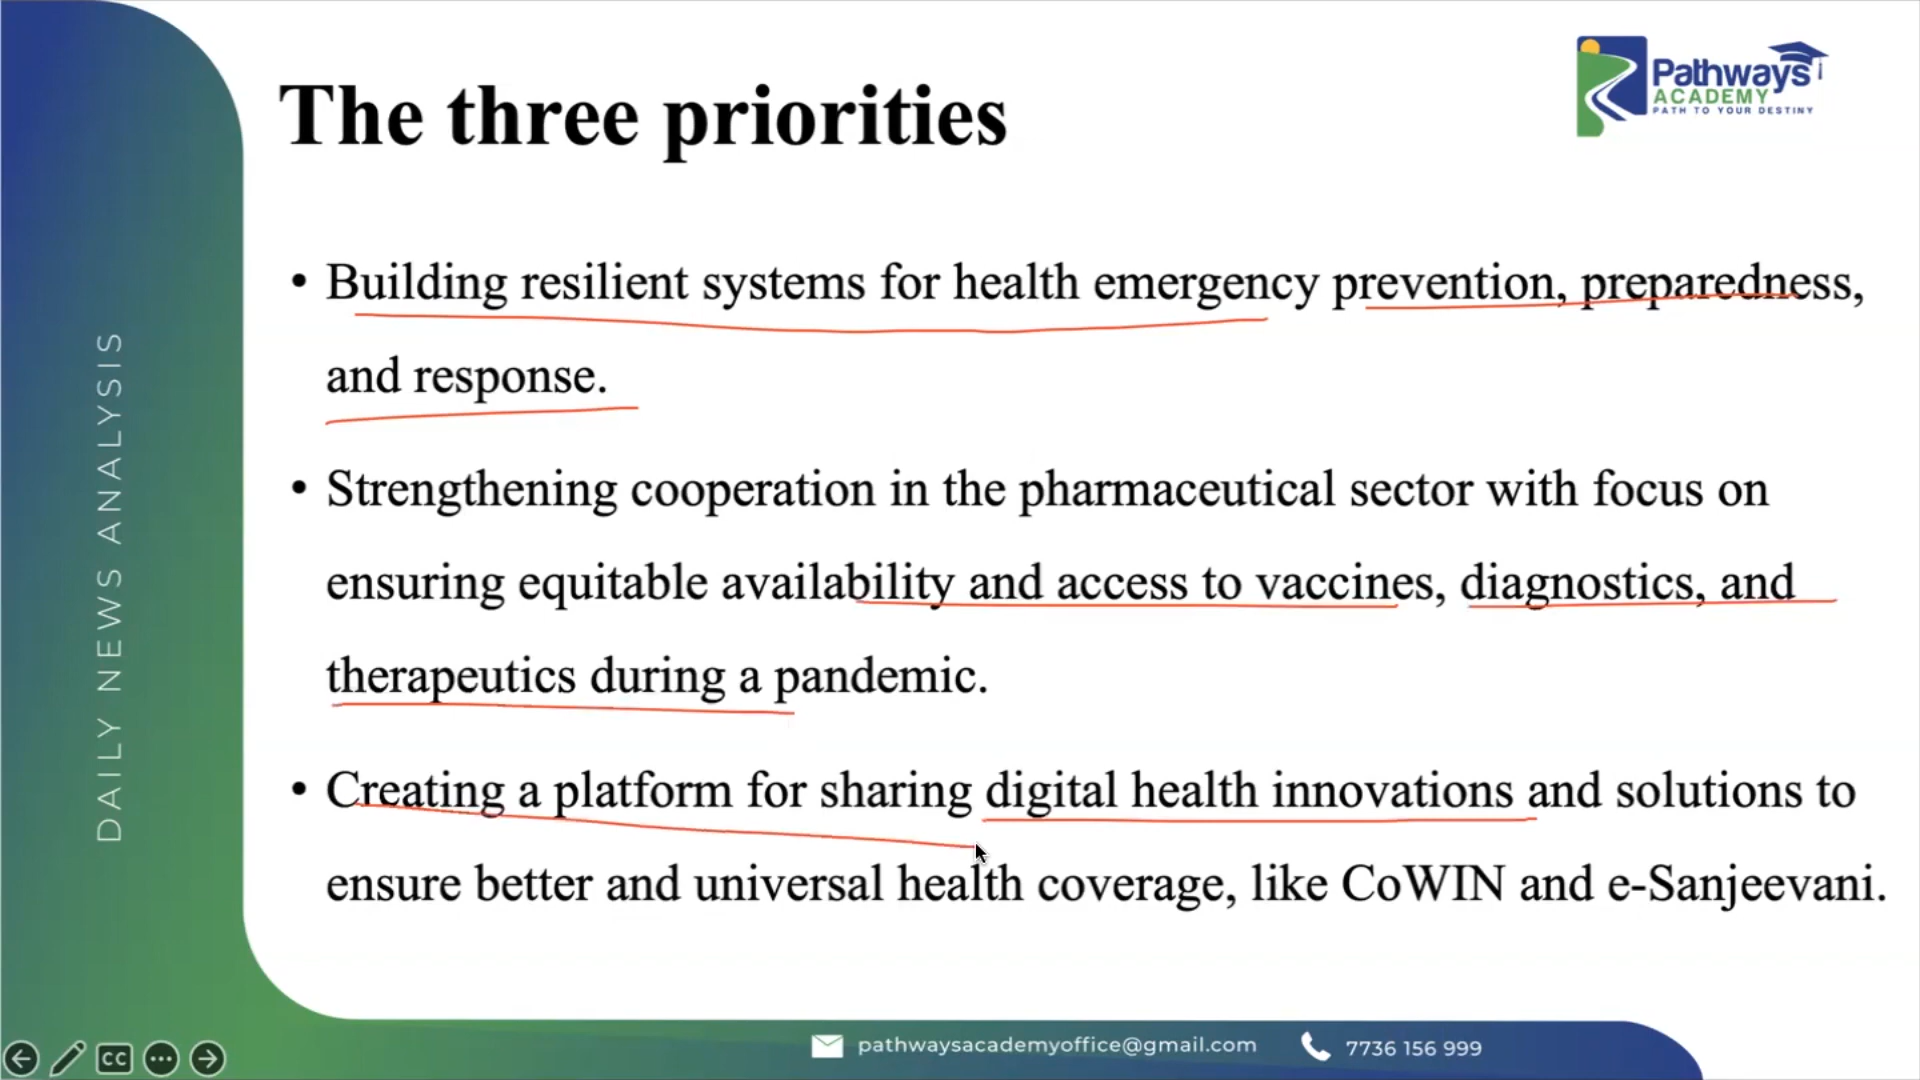 The three priorities
Pathways
ACADEMY
PATH TO YOUR DESTINY
DAILY NEWS ANALYSIS
• Building resilient systems for health emergency prevention, preparedness,
and response.
• Strengthening cooperation in the pharmaceutical sector with focus on
ensuring equitable availability and access to vaccines, diagnostics, and
therapeutics during a pandemic.
• Creating a platform for sharing digital health innovations and solutions to
ensure better and universal health coverage, like CoWIN and e-Sanjeevani.
CC
pathwaysacademyoffice@gmail.com
7736 156 999